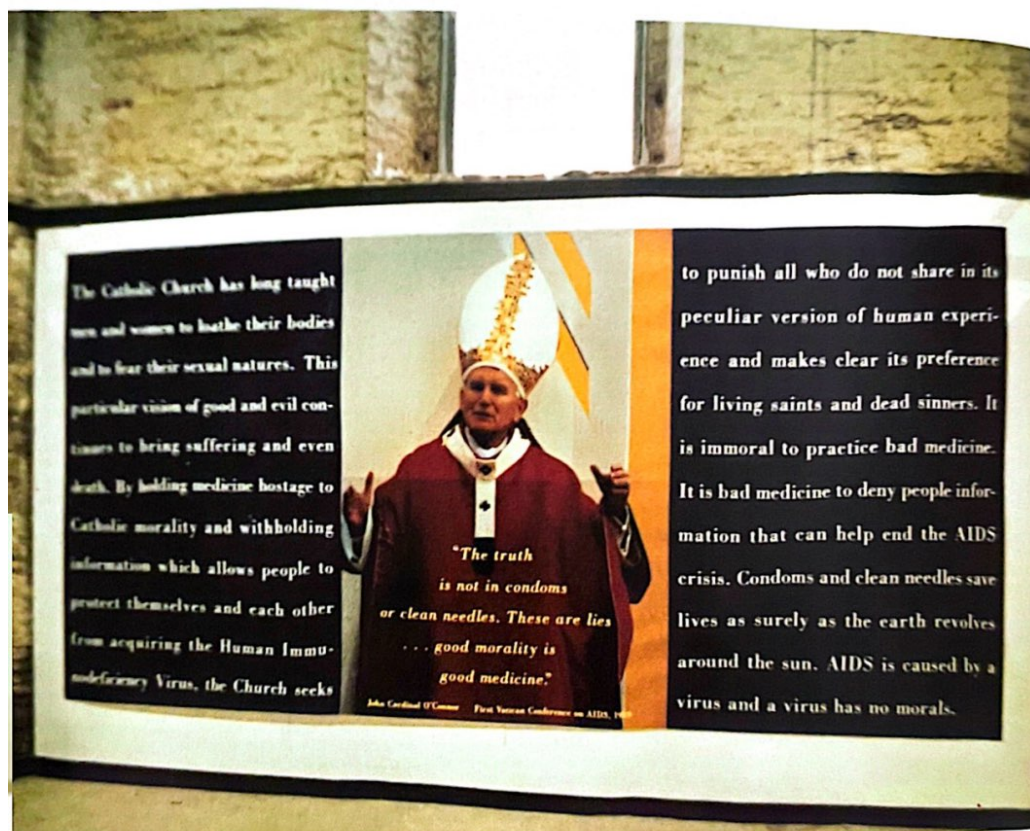 The Catholic Church has long taught
men and women to loathe their bodies
and to fear their sexual natures. This
particular vision of good and evil con-
tinues to bring suffering and even
death. By holding medicine hostage to
Catholic morality and withholding
information which allows people to
protect themselves and each other
from acquiring the Human Immu-
nodeficiency Virus, the Church seeks
"The truth
is not in condoms
or clean needles. These are lies
. . . good morality is
good medicine."
John Cardinal O'Connor First Vatican Conference on AIDS,
to punish all who do not share in its
peculiar version of human experi-
ence and makes clear its preference
for living saints and dead sinners. It
is immoral to practice bad medicine.
It is bad medicine to deny people infor-
mation that can help end the AIDS
crisis. Condoms and clean needles save
lives as surely as the earth revolves
around the sun. AIDS is caused by a
virus and a virus has no morals.